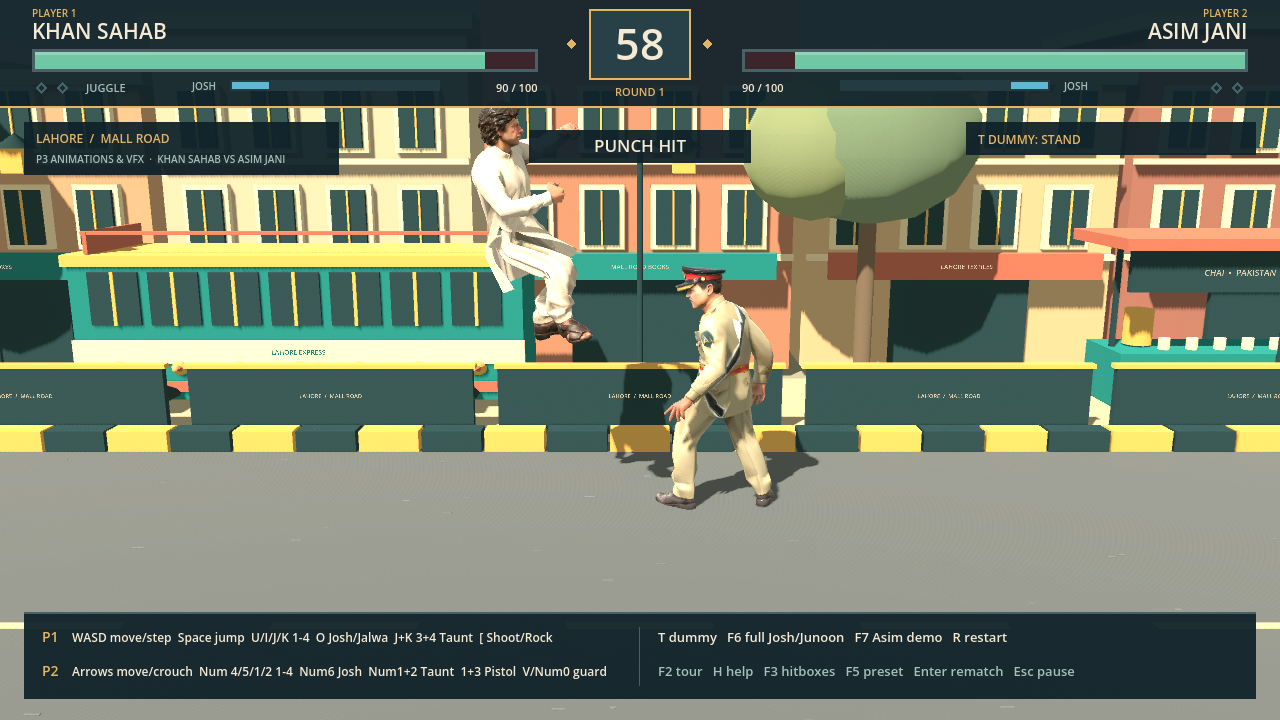 PLAYER 1
KHAN SAHAB
58
PLAYER 2
ASIM JANI
JUGGLE
JOSH
90 / 100
ROUND 1
90 / 100
JOSH
LAHORE / MALL ROAD
P3 ANIMATIONS & VFX · KHAN SAHAB VS ASIM JANI
PUNCH HIT
T DUMMY: STAND
MALL ROAD BOOKS
LAHORE TEXTILES
CHAI • PAKISTAN
LAHORE EXPRESS
LAHORE / MALL ROAD
LAHORE / MALL ROAD
LAHORE / MALL ROAD
LAHORE / MALL ROAD
P1 WASD move/step Space jump U/I/J/K 1-4 O Josh/Jalwa J+K 3+4 Taunt [ Shoot/Rock
T dummy F6 full Josh/Junoon F7 Asim demo R restart
P2 Arrows move/crouch Num 4/5/1/2 1-4 Num6 Josh Num1+2 Taunt 1+3 Pistol V/Num0 guard
F2 tour H help F3 hitboxes F5 preset Enter rematch Esc pause